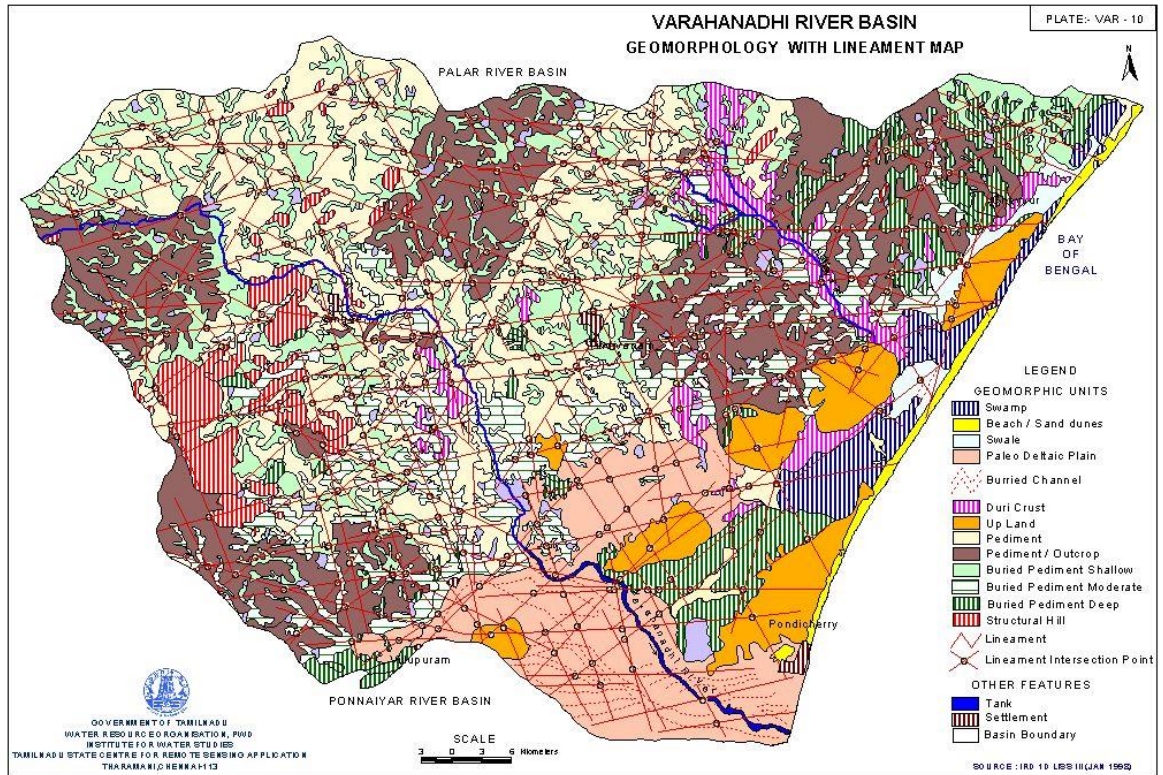 VARAHANADHI RIVER BASIN
GEOMORPHOLOGY WITH LINEAMENT MAP
PLATE:- VAR - 10
N
PALAR RIVER BASIN
BAY
OF
BENGAL
Pondicherry
Varahanadhi River
PONNAIYAR RIVER BASIN
LEGEND
GEOMORPHIC UNITS
Swamp
Beach / Sand dunes
Swale
Paleo Deltaic Plain
Burried Channel
Duri Crust
Up Land
Pediment
Pediment / Outcrop
Buried Pediment Shallow
Buried Pediment Moderate
Buried Pediment Deep
Structural Hill
Lineament
Lineament Intersection Point
OTHER FEATURES
Tank
Settlement
Basin Boundary
GOVERNMENT OF TAMILNADU
WATER RESOURCE ORGANISATION, PWD
INSTITUTE FOR WATER STUDIES
TAMILNADU STATE CENTRE FOR REMOTE SENSING APPLICATION
THARAMANI,CHENNAI-113
SCALE
3 0 3 6 Kilometers
SOURCE : IRD 1D LISS III(JAN 1998)